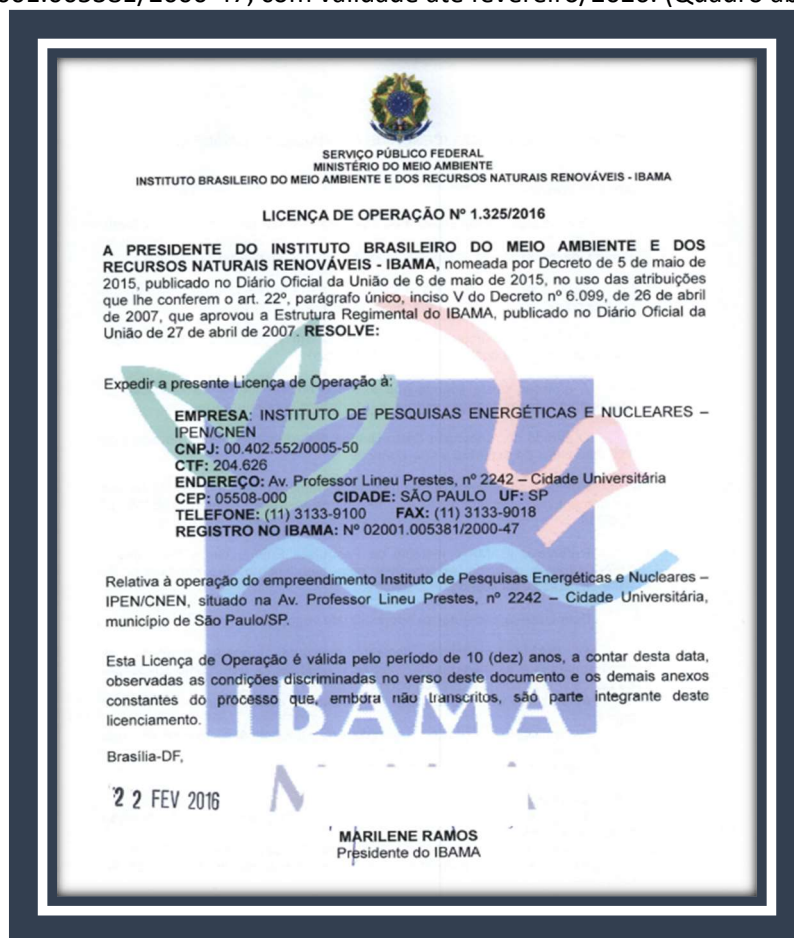 com validade até
SERVIÇO PÚBLICO FEDERAL
MINISTÉRIO DO MEIO AMBIENTE
INSTITUTO BRASILEIRO DO MEIO AMBIENTE E DOS RECURSOS NATURAIS RENOVÁVEIS - IBAMA
LICENÇA DE OPERAÇÃO Nº 1.325/2016
A PRESIDENTE DO INSTITUTO BRASILEIRO DO MEIO AMBIENTE E DOS
RECURSOS NATURAIS RENOVÁVEIS - IBAMA, nomeada por Decreto de 5 de maio de
2015, publicado no Diário Oficial da União de 6 de maio de 2015, no uso das atribuições
que lhe conferem o art. 22º, parágrafo único, inciso V do Decreto nº 6.099, de 26 de abril
de 2007, que aprovou a Estrutura Regimental do IBAMA, publicado no Diário Oficial da
União de 27 de abril de 2007. RESOLVE:
Expedir a presente Licença de Operação à:
EMPRESA: INSTITUTO DE PESQUISAS ENERGÉTICAS E NUCLEARES –
IPEN/CNEN
CNPJ: 00.402.552/0005-50
CTF: 204.626
ENDEREÇO: Av. Professor Lineu Prestes, nº 2242 – Cidade Universitária
CEP: 05508-000 CIDADE: SÃO PAULO UF: SP
TELEFONE: (11) 3133-9100 FAX: (11) 3133-9018
REGISTRO NO IBAMA: Nº 02001.005381/2000-47
Relativa à operação do empreendimento Instituto de Pesquisas Energéticas e Nucleares –
IPEN/CNEN, situado na Av. Professor Lineu Prestes, nº 2242 – Cidade Universitária,
município de São Paulo/SP.
Esta Licença de Operação é válida pelo período de 10 (dez) anos, a contar desta data,
observadas as condições discriminadas no verso deste documento e os demais anexos
constantes do processo que, embora não transcritos, são parte integrante deste
licenciamento.
IBAMA
Brasília-DF,
22 FEV 2016
MARILENE RAMOS
Presidente do IBAMA